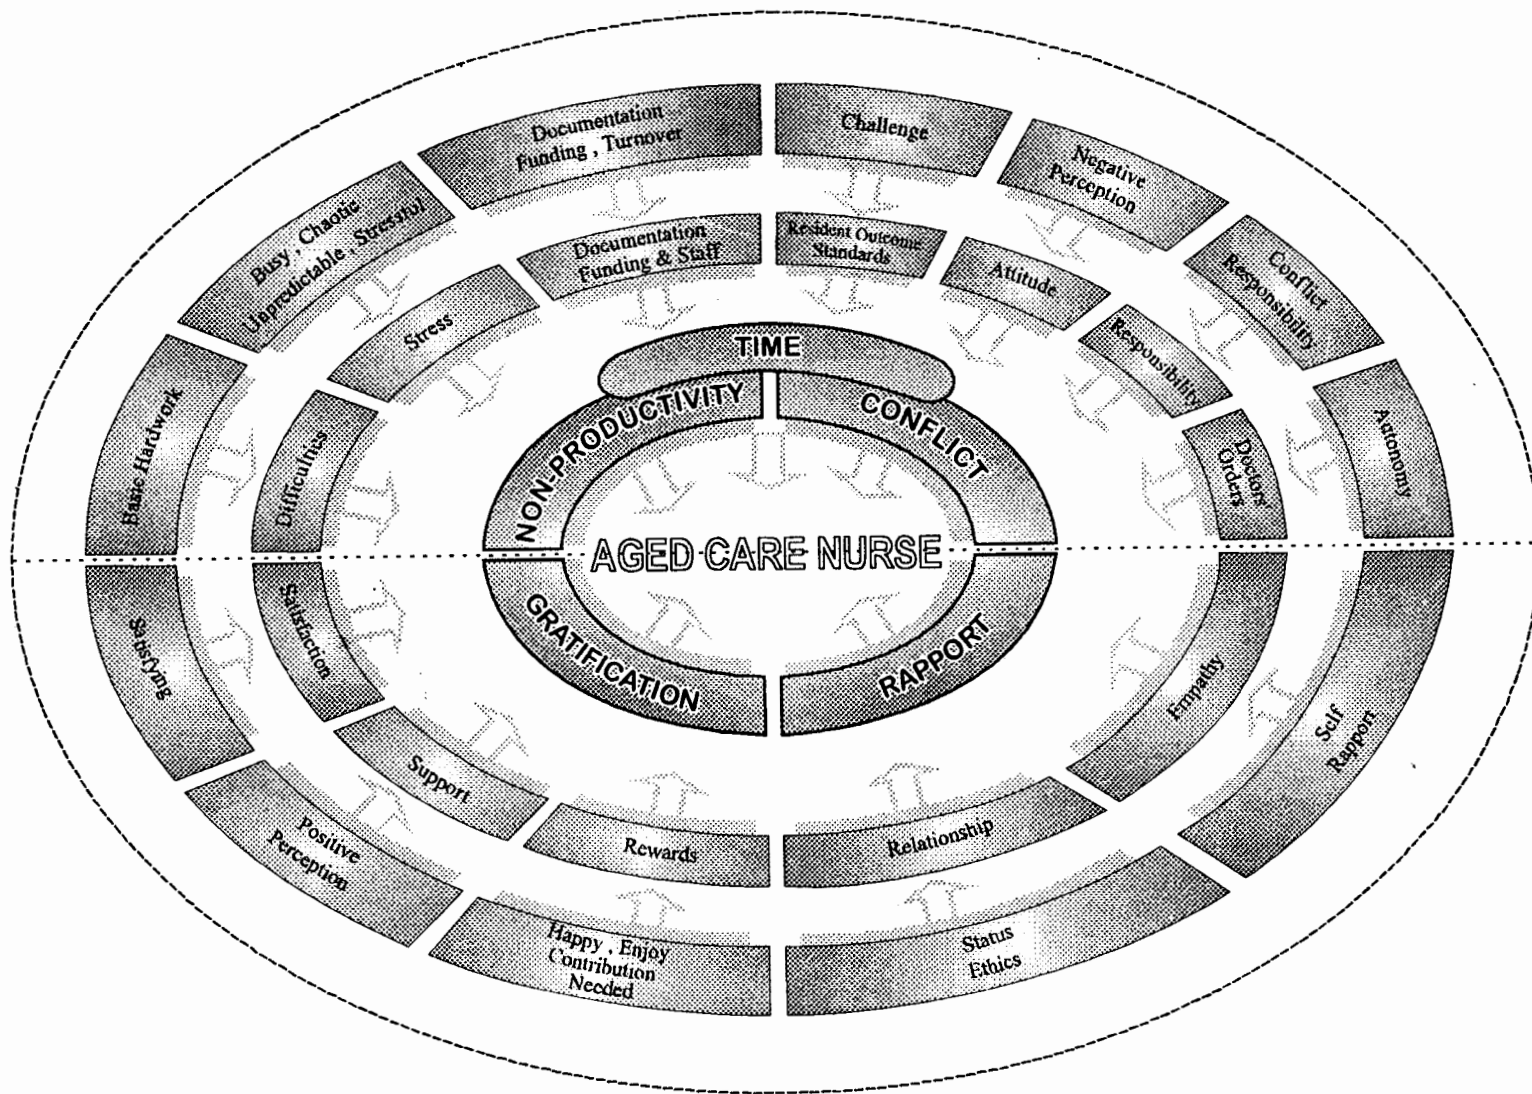 Documentation
Funding , Turnover
Challenge
Negative
Perception
Conflict
Responsibility
Autonomy
Busy , Chaotic
Unpredictable , Stressful
Basic Hardwork
Documentation
Funding & Staff
Resident Outcome
Standards
Attitude
Responsibility
Doctors'
Orders
Stress
Difficulties
TIME
NON-PRODUCTIVITY
CONFLICT
AGED CARE NURSE
GRATIFICATION
RAPPORT
Satisfaction
Support
Rewards
Relationship
Empathy
Satisfying
Positive
Perception
Happy , Enjoy
Contribution
Needed
Status
Ethics
Self
Rapport